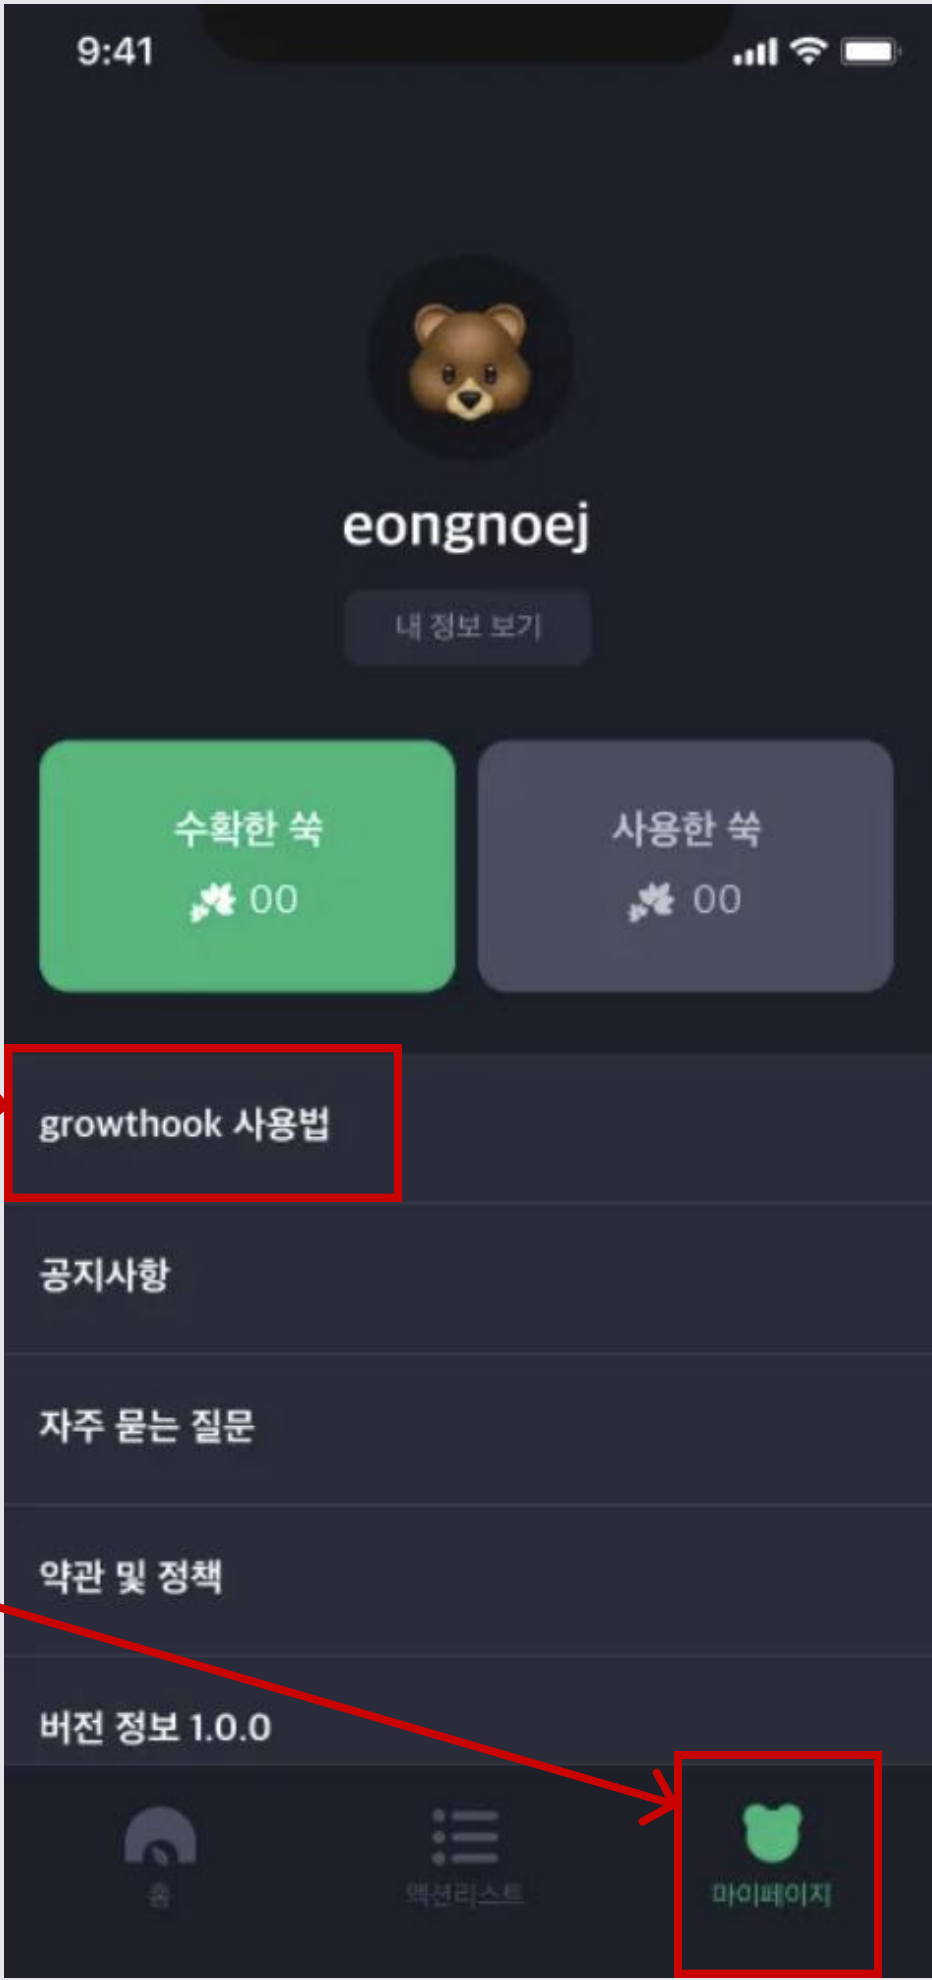 9:41
eongnoej
내 정보 보기
수확한 쑥
00
사용한 쑥
00
growthook 사용법
공지사항
자주 묻는 질문
약관 및 정책
버전 정보 1.0.0
홈
액션리스트
마이페이지